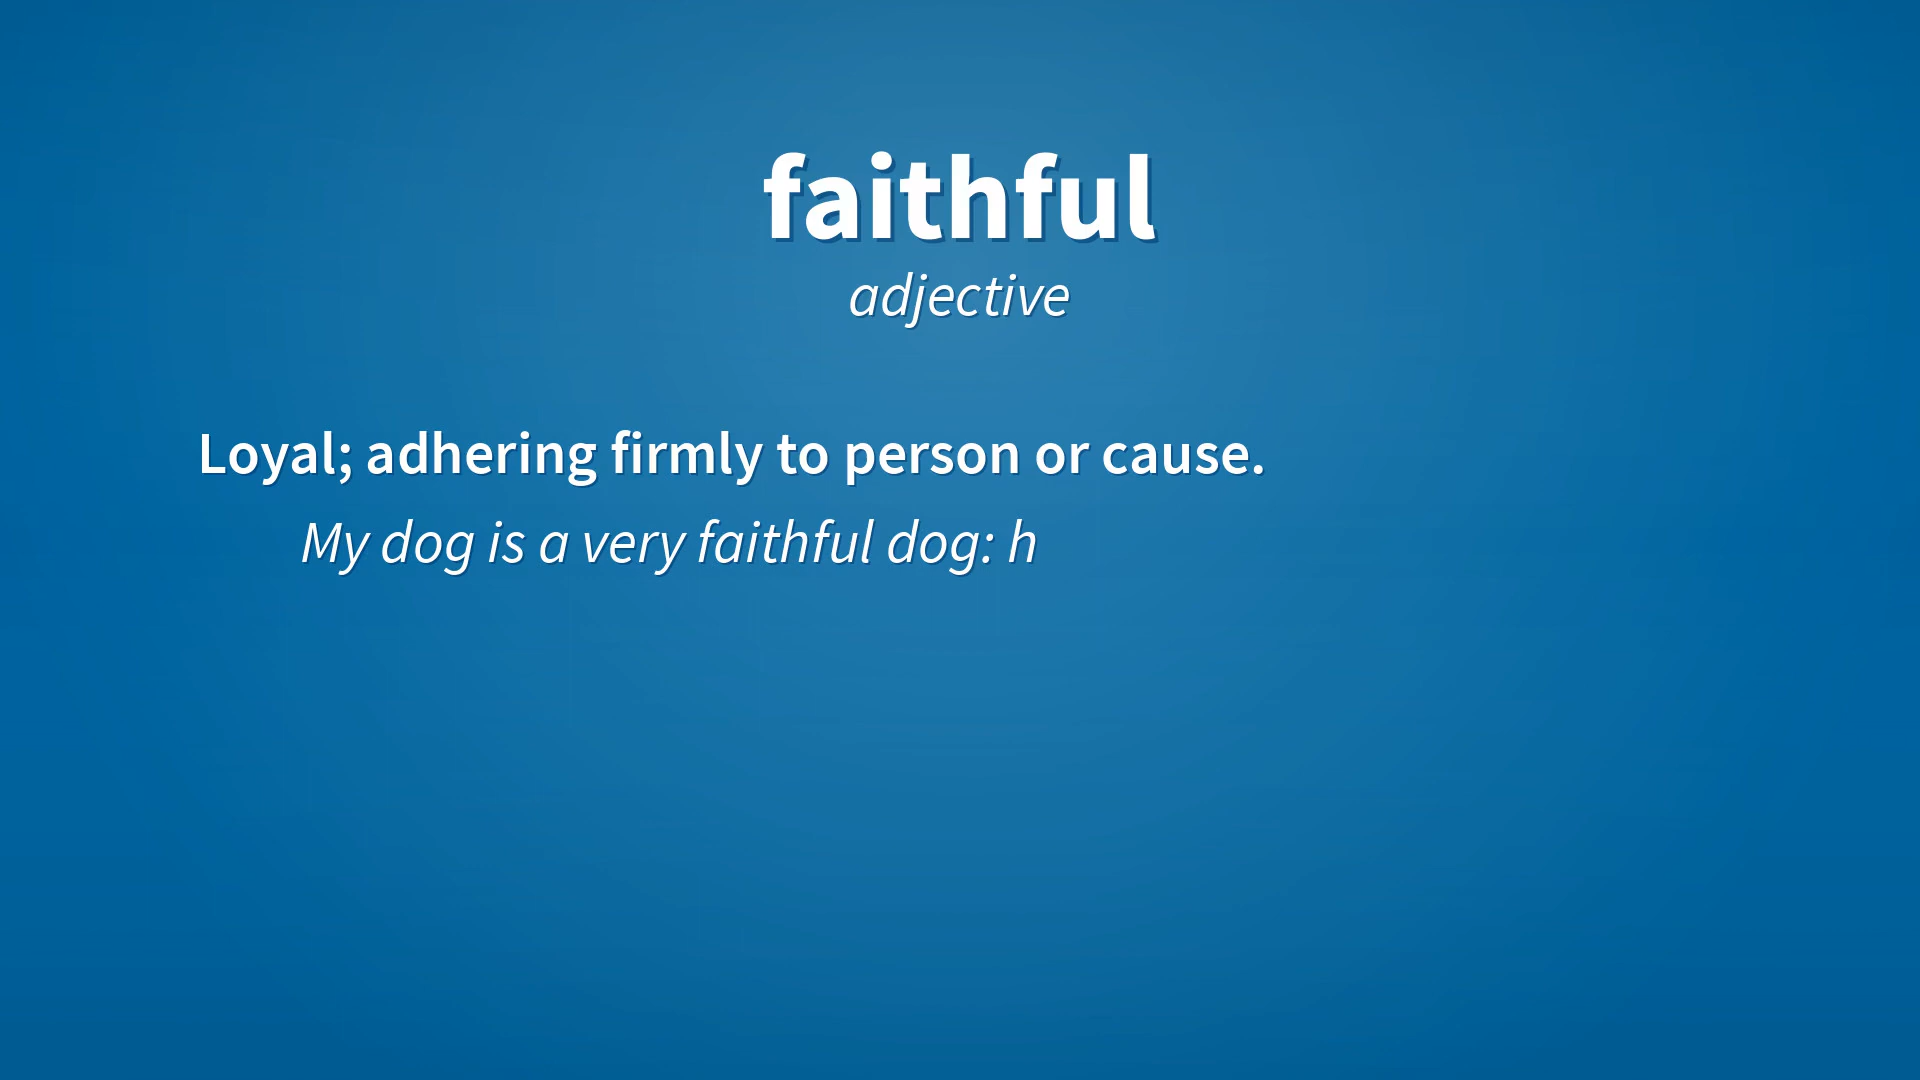 faithful
adjective
Loyal; adhering firmly to person or cause.
My dog is a very faithful dog: h